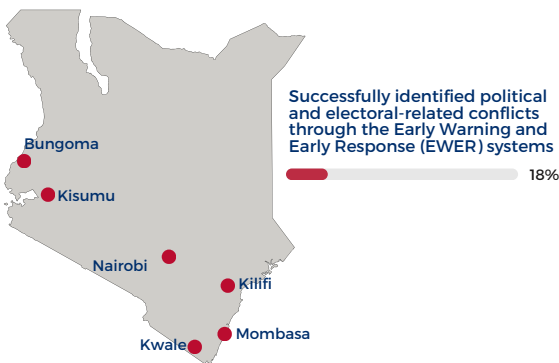 Successfully identified political
and electoral-related conflicts
through the Early Warning and
Early Response (EWER) systems
18%
Bungoma
Kisumu
Nairobi
Kilifi
Mombasa
Kwale